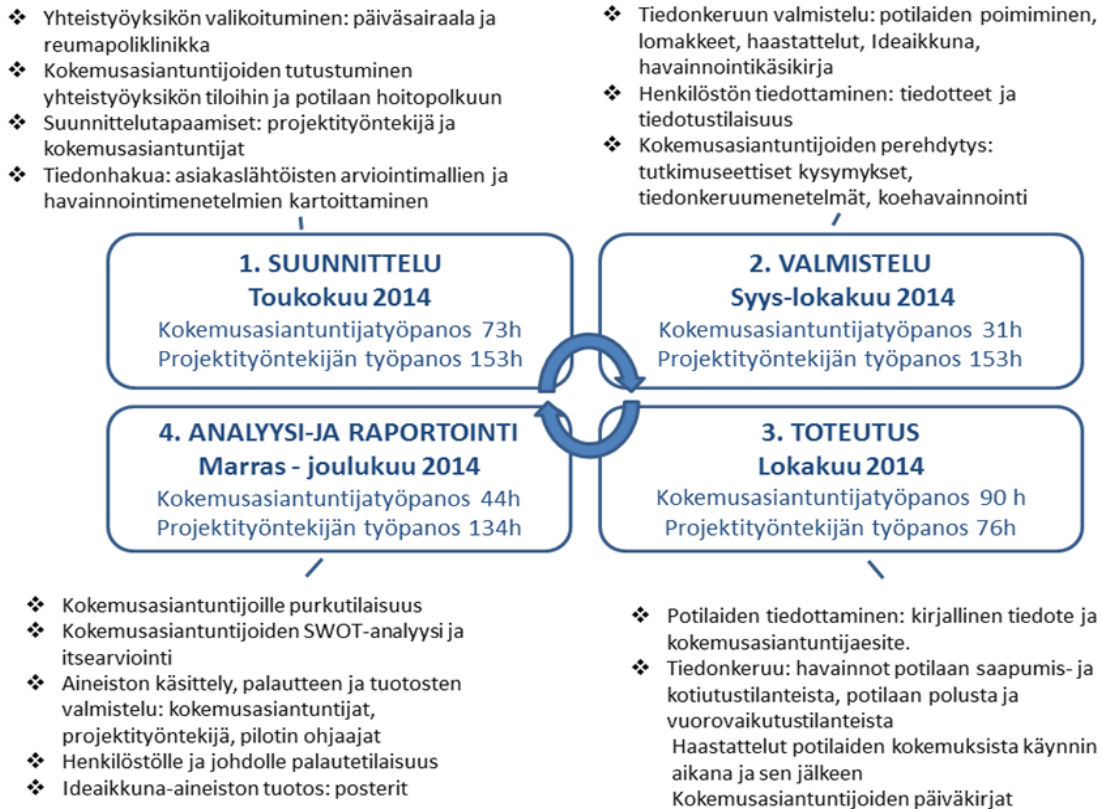 ❖ Yhteistyöyksikön valikoituminen: päiväsairaala ja
reumapoliklinikka
❖ Kokemusasiantuntijoiden tutustuminen
yhteistyöyksikön tiloihin ja potilaan hoitopolkuun
❖ Suunnittelutapaamiset: projektityöntekijä ja
kokemusasiantuntijat
❖ Tiedonhakua: asiakaslähtöisten arviointimallien ja
havainnointimenetelmien kartoittaminen
❖ Tiedonkeruun valmistelu: potilaiden poimiminen,
lomakkeet, haastattelut, Ideaikkuna,
havainnointikäsikirja
❖ Henkilöstön tiedottaminen: tiedotteet ja
tiedotustilaisuus
❖ Kokemusasiantuntijoiden perehdytys:
tutkimuseettiset kysymykset,
tiedonkeruumenetelmät, koehavainnointi
1. SUUNNITTELU
Toukokuu 2014
Kokemusasiantuntijatyöpanos 73h
Projektityöntekijän työpanos 153h
2. VALMISTELU
Syys-lokakuu 2014
Kokemusasiantuntijatyöpanos 31h
Projektityöntekijän työpanos 153h
4. ANALYYSI-JA RAPORTOINTI
Marras - joulukuu 2014
Kokemusasiantuntijatyöpanos 44h
Projektityöntekijän työpanos 134h
3. TOTEUTUS
Lokakuu 2014
Kokemusasiantuntijatyöpanos 90 h
Projektityöntekijän työpanos 76h
❖ Kokemusasiantuntijoille purkutilaisuus
❖ Kokemusasiantuntijoiden SWOT-analyysi ja
itsearviointi
❖ Aineiston käsittely, palautteen ja tuotosten
valmistelu: kokemusasiantuntijat,
projektityöntekijä, pilotin ohjaajat
❖ Henkilöstölle ja johdolle palautetilaisuus
❖ Ideaikkuna-aineiston tuotos: posterit
❖ Potilaiden tiedottaminen: kirjallinen tiedote ja
kokemusasiantuntijaesite.
❖ Tiedonkeruu: havainnot potilaan saapumis- ja
kotiutustilanteista, potilaan polusta ja
vuorovaikutustilanteista
Haastattelut potilaiden kokemuksista käynnin
aikana ja sen jälkeen
Kokemusasiantuntijoiden päiväkirjat